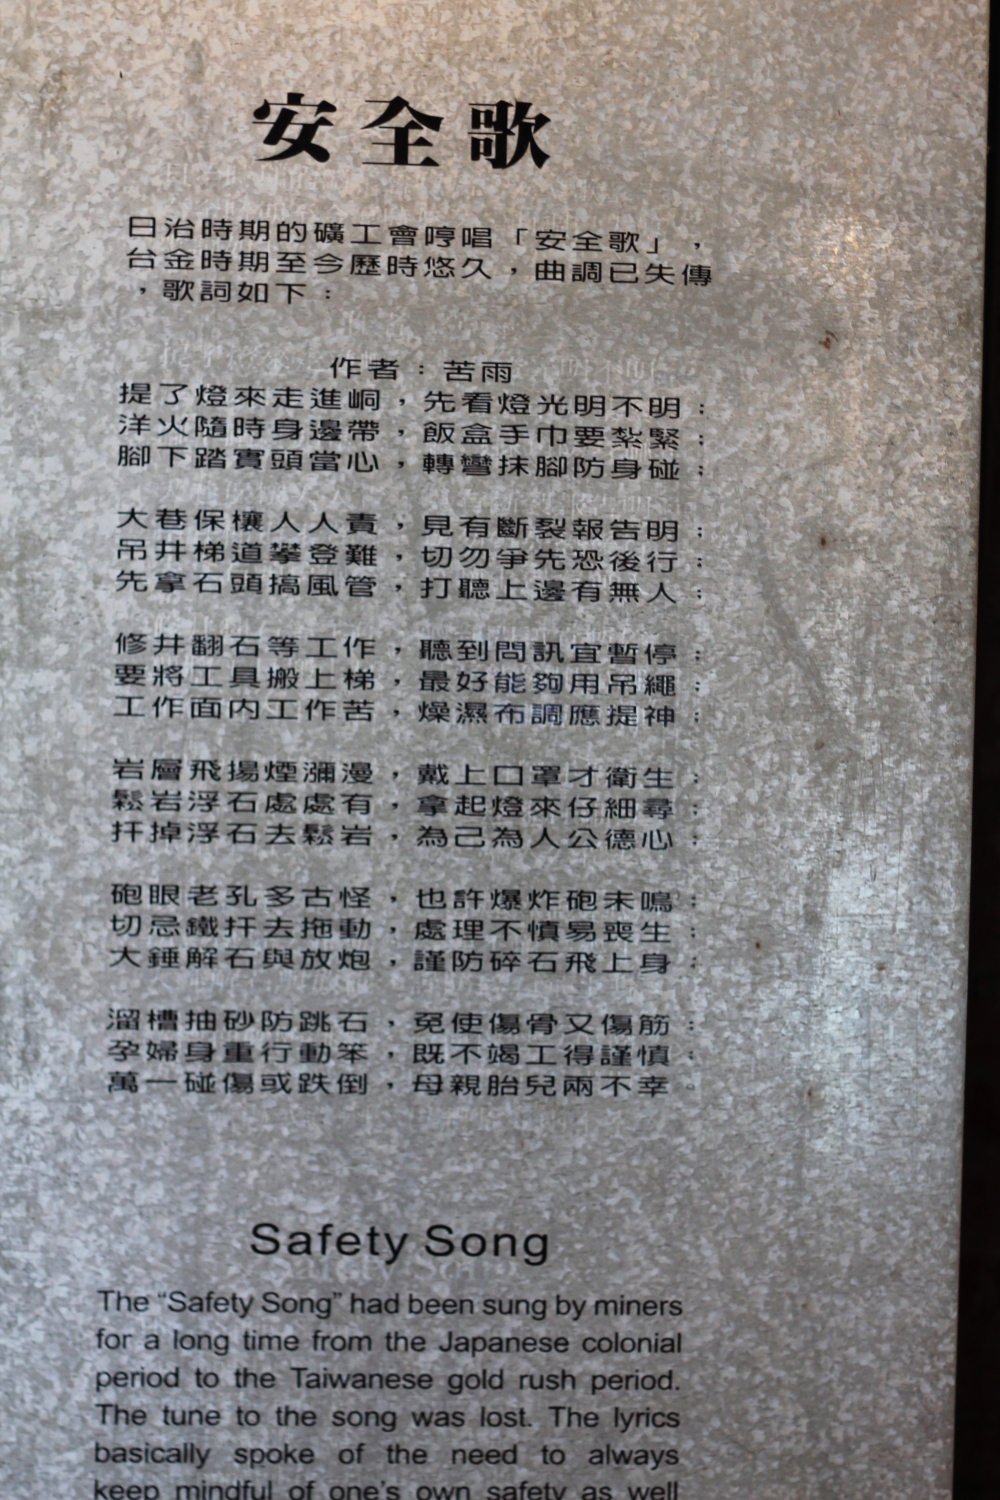 安全歌
日治時期的礦工會哼唱「安全歌」，
台金時期至今歷時悠久，曲調已失傳
，歌詞如下：
作者：苦雨
提了燈來走進峒，先看燈光明不明；
洋火隨時身邊帶，飯盒手巾要紮緊；
腳下踏實頭當心，轉彎抹腳防身碰；
大巷保櫰人人責，見有斷裂報告明；
吊井梯道攀登難，切勿爭先恐後行；
先拿石頭搞風管，打聽上邊有無人；
修井翻石等工作，聽到問訊宜暫停；
要將工具搬上梯，最好能夠用吊繩；
工作面內工作苦，燥濕布調應提神；
岩層飛揚煙瀰漫，戴上口罩才衛生；
鬆岩浮石處處有，拿起燈來仔細尋；
扞掉浮石去鬆岩，為己為人公德心；
砲眼老孔多古怪，也許爆炸砲未鳴；
切忌鐵扞去拖動，處理不慎易喪生；
大錘解石與放炮，謹防碎石飛上身；
溜槽抽砂防跳石，免使傷骨又傷筋；
孕婦身重行動笨，既不竭工得謹慎；
萬一碰傷或跌倒，母親胎兒兩不幸。
Safety Song
The “Safety Song” had been sung by miners
for a long time from the Japanese colonial
period to the Taiwanese gold rush period.
The tune to the song was lost. The lyrics
basically spoke of the need to always
keep mindful of one's own safety as well